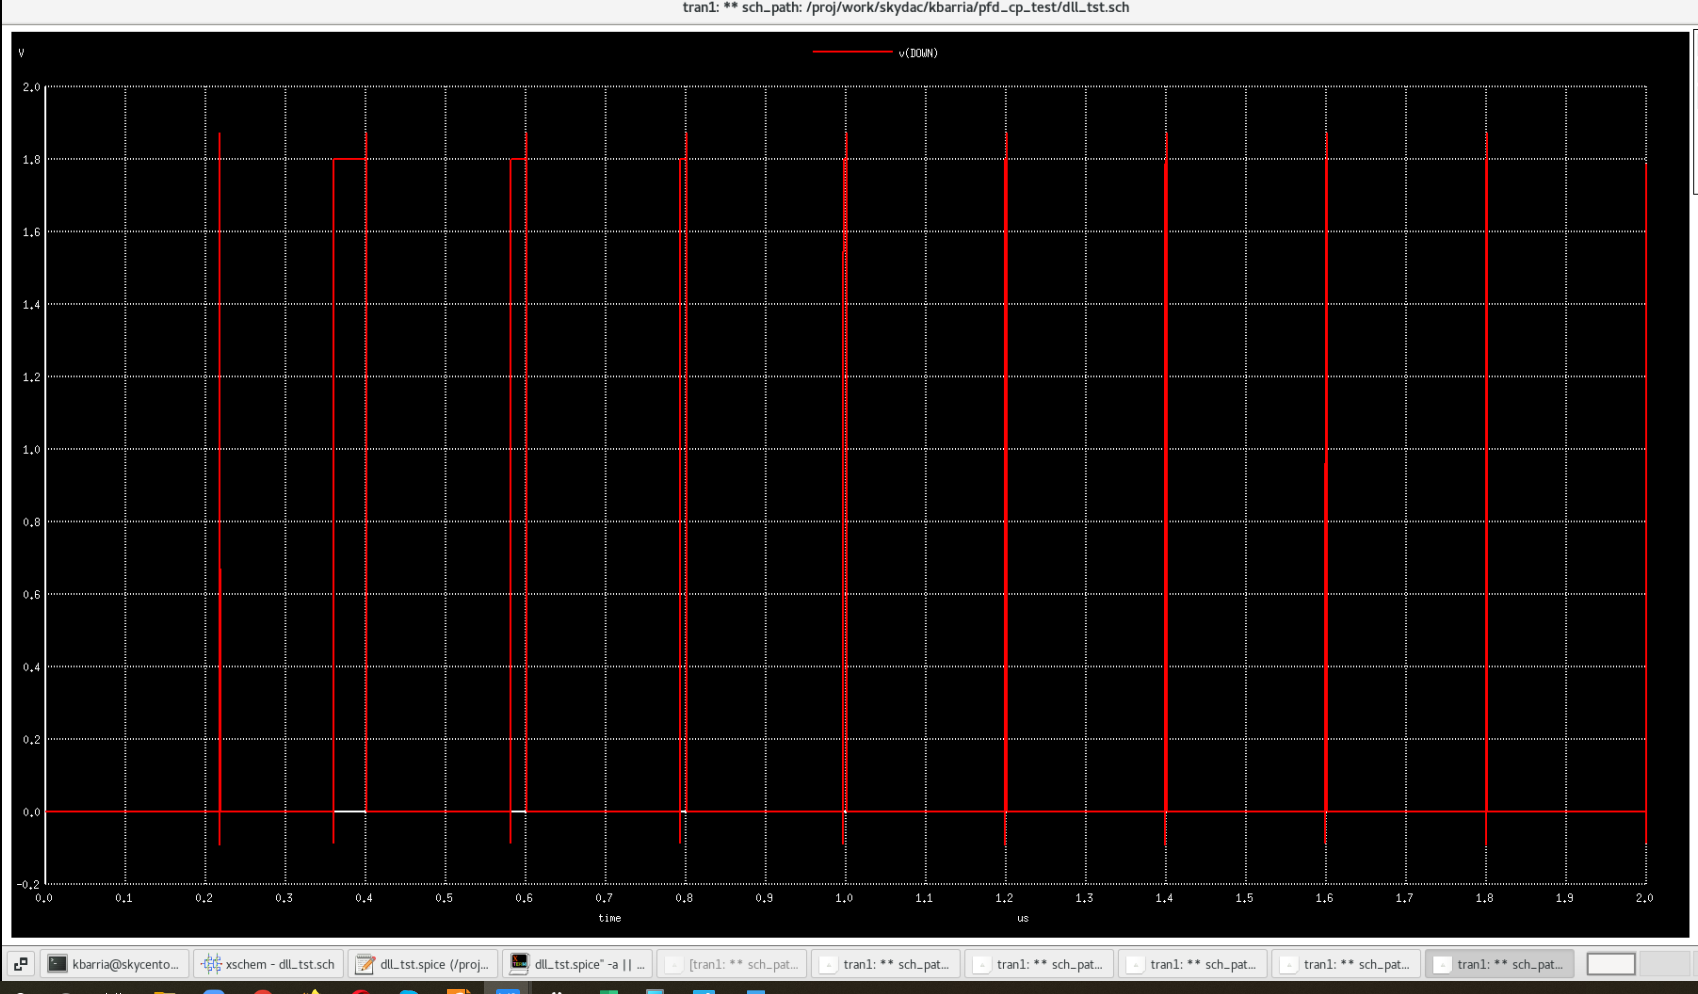 tran1: ** sch_path: /proj/work/skydac/kbarria/pfd_cp_test/dll_tst.sch
V
v(DOWN)
2.0
1.8
1.6
1.4
1.2
1.0
0.8
0.6
0.4
0.2
0.0
-0.2
0.0 0.1 0.2 0.3 0.4 0.5 0.6 0.7 0.8 0.9 1.0 1.1 1.2 1.3 1.4 1.5 1.6 1.7 1.8 1.9 2.0
time us
kbarria@skycento... xschem - dll_tst.sch dll_tst.spice (/proj... dll_tst.spice" -a || ... [tran1: ** sch_pat... tran1: ** sch_pat... tran1: ** sch_pat... tran1: ** sch_pat... tran1: ** sch_pat... tran1: ** sch_pat...